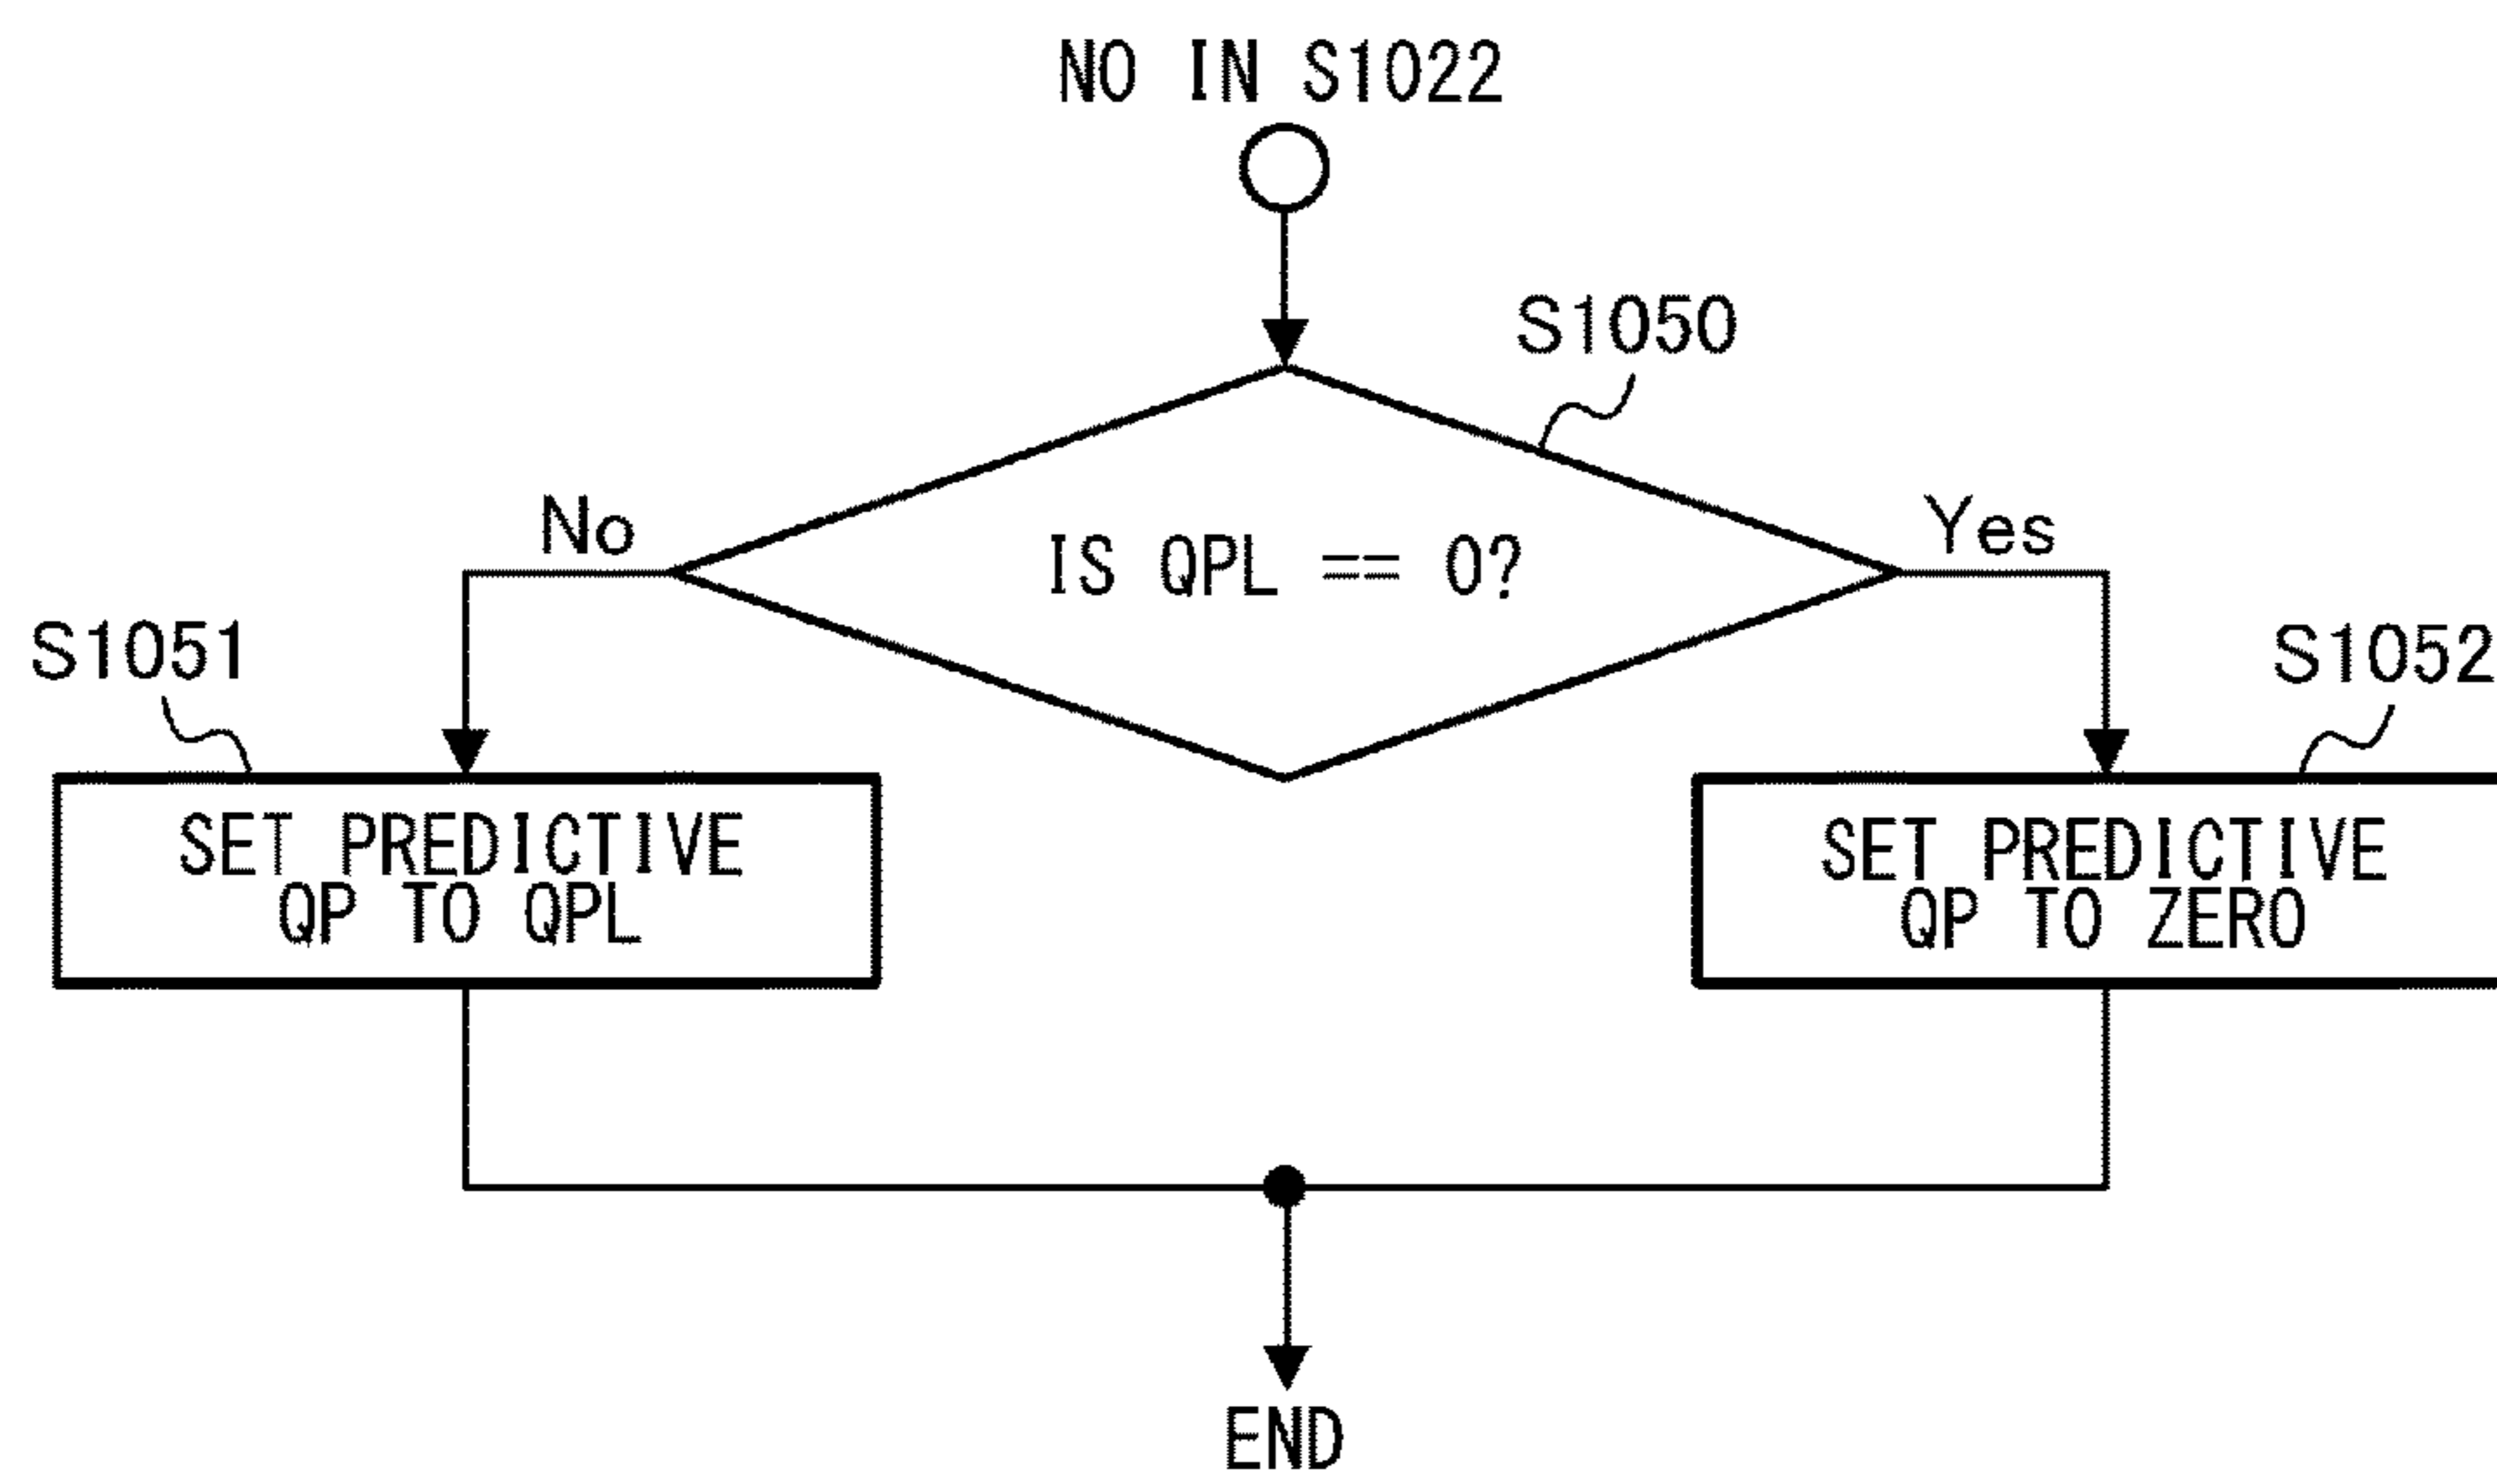 NO IN S1022
S1050
No
IS QPL == 0?
Yes
S1051
S1052
SET PREDICTIVE
QP TO QPL
SET PREDICTIVE
QP TO ZERO
END